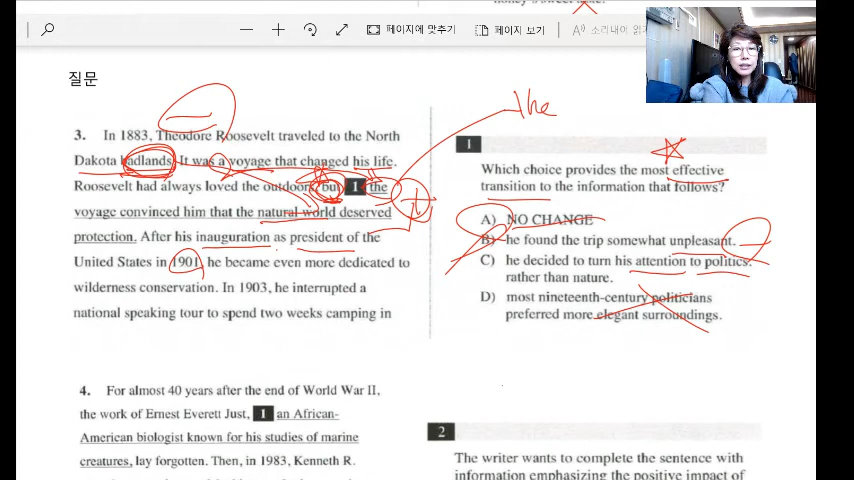 페이지에 맞추기
페이지 보기
A 소리내어 읽기
질문
3. In 1883, Theodore Roosevelt traveled to the North
Dakota badlands. It was a voyage that changed his life.
Roosevelt had always loved the outdoors, but 1 the
voyage convinced him that the natural world deserved
protection. After his inauguration as president of the
United States in 1901, he became even more dedicated to
wilderness conservation. In 1903, he interrupted a
national speaking tour to spend two weeks camping in
The
1
Which choice provides the most effective
transition to the information that follows?
A) NO CHANGE
B) he found the trip somewhat unpleasant.
C) he decided to turn his attention to politics
rather than nature.
D) most nineteenth-century politicians
preferred more elegant surroundings.
4. For almost 40 years after the end of World War II,
the work of Ernest Everett Just, 1 an African-
American biologist known for his studies of marine
creatures, lay forgotten. Then, in 1983, Kenneth R.
2
The writer wants to complete the sentence with
information emphasizing the positive impact of